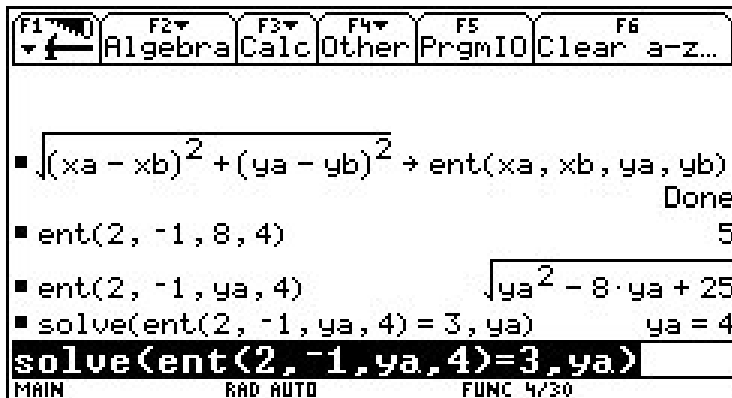 F1 F2 Algebra F3 Calc F4 Other F5 PrgmIO F6 Clear a-z…
▪ √((xa - xb)² + (ya - yb)²) → ent(xa, xb, ya, yb)
Done
▪ ent(2, ⁻1, 8, 4) 5
▪ ent(2, ⁻1, ya, 4) √(ya² - 8·ya + 25
▪ solve(ent(2, ⁻1, ya, 4) = 3, ya) ya = 4
solve(ent(2,⁻1,ya,4)=3,ya)
MAIN RAD AUTO FUNC 4/30